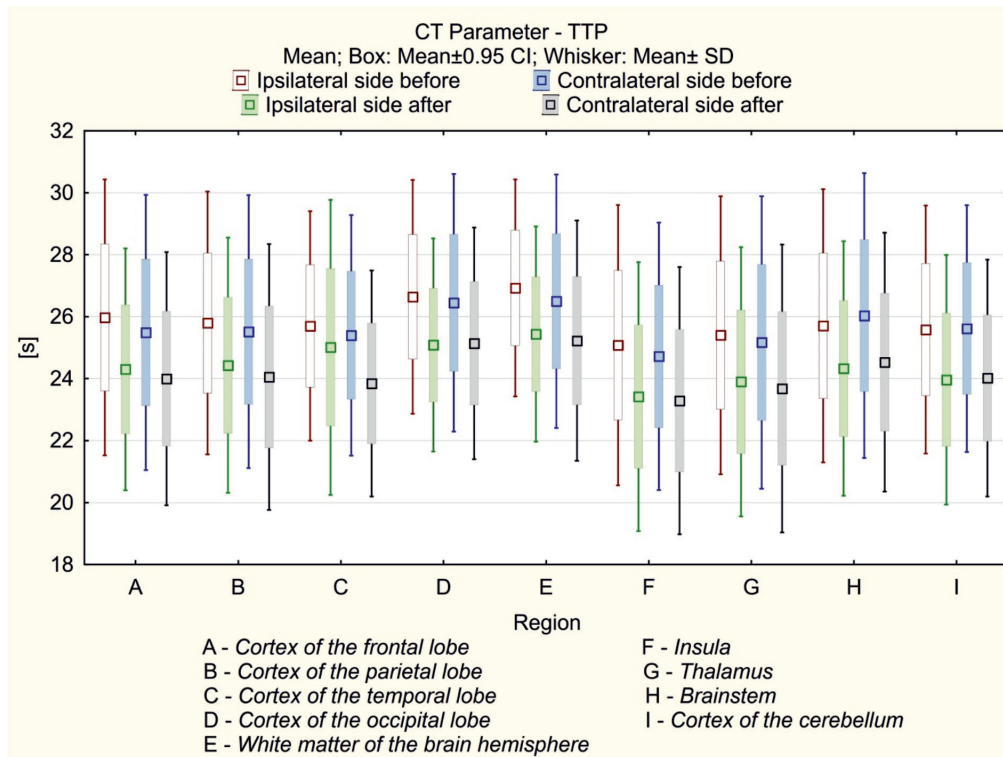 CT Parameter - TTP
Mean; Box: Mean±0.95 CI; Whisker: Mean± SD
Ipsilateral side before Contralateral side before
Ipsilateral side after Contralateral side after
32
30
28
26
24
22
20
18
[s]
A B C D E F G H I
Region
A - Cortex of the frontal lobe
B - Cortex of the parietal lobe
C - Cortex of the temporal lobe
D - Cortex of the occipital lobe
E - White matter of the brain hemisphere
F - Insula
G - Thalamus
H - Brainstem
I - Cortex of the cerebellum